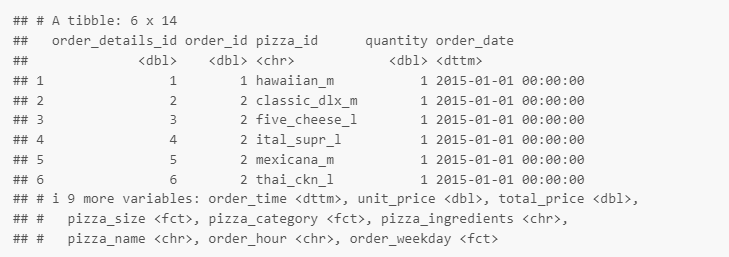 ## # A tibble: 6 x 14
##   order_details_id order_id pizza_id      quantity order_date
##              <dbl>    <dbl> <chr>            <dbl> <dttm>
## 1                1        1 hawaiian_m           1 2015-01-01 00:00:00
## 2                2        2 classic_dlx_m        1 2015-01-01 00:00:00
## 3                3        2 five_cheese_l        1 2015-01-01 00:00:00
## 4                4        2 ital_supr_l          1 2015-01-01 00:00:00
## 5                5        2 mexicana_m           1 2015-01-01 00:00:00
## 6                6        2 thai_ckn_l           1 2015-01-01 00:00:00
## # i 9 more variables: order_time <dttm>, unit_price <dbl>, total_price <dbl>,
## #   pizza_size <fct>, pizza_category <fct>, pizza_ingredients <chr>,
## #   pizza_name <chr>, order_hour <chr>, order_weekday <fct>